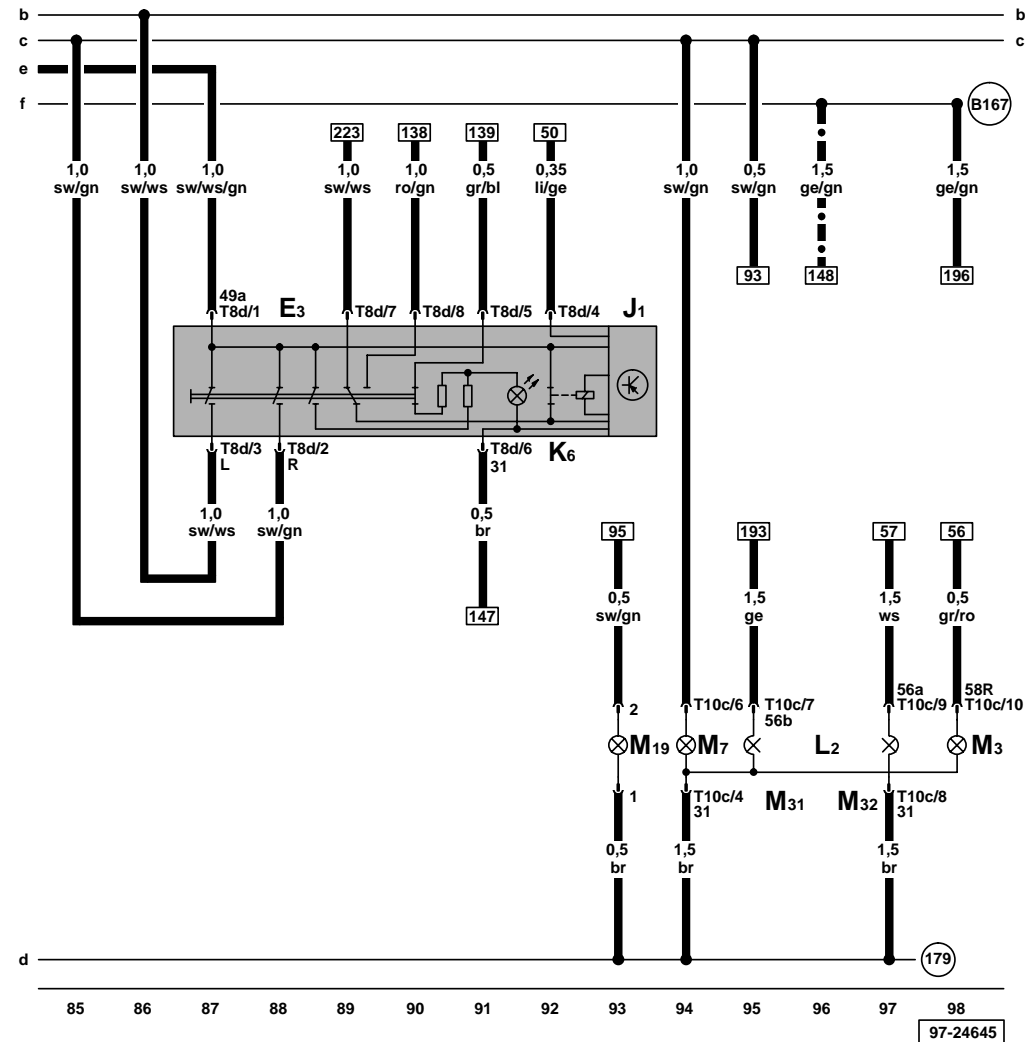 b b
c c
e
f B167
223 138 139 50
1,0 1,0 1,0 1,0 1,0 0,5 0,35 1,0 0,5 1,5 1,5
sw/gn sw/ws sw/ws/gn sw/ws ro/gn gr/bl li/ge sw/gn sw/gn ge/gn ge/gn
93 148 196
49a
T8d/1 E3 T8d/7 T8d/8 T8d/5 T8d/4 J1
T8d/3 T8d/2 T8d/6 K6
L R 31
1,0 1,0 0,5
sw/ws sw/gn br
95 193 57 56
147
0,5 1,5 1,5 0,5
sw/gn ge ws gr/ro
56a 58R
2 T10c/6 T10c/7 T10c/9 T10c/10
56b
M19 M7 L2 M3
1 T10c/4 M31 M32 T10c/8
31 31
0,5 1,5 1,5
br br br
d 179
85 86 87 88 89 90 91 92 93 94 95 96 97 98
97-24645